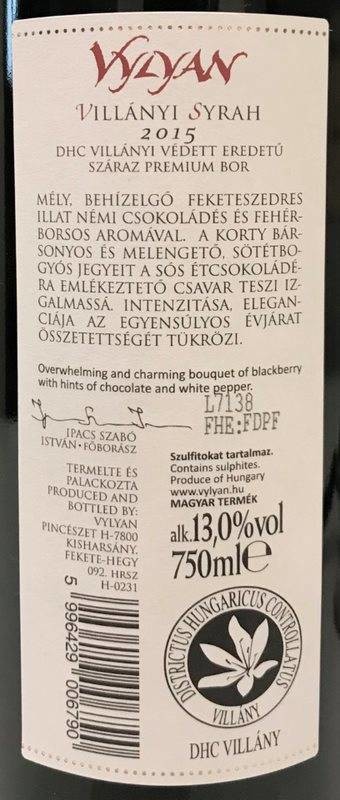 VYLYAN
VILLÁNYI SYRAH
2015
DHC VILLÁNYI VÉDETT EREDETŰ
SZÁRAZ PREMIUM BOR
MÉLY, BEHÍZELGŐ FEKETESZEDRES
ILLAT NÉMI CSOKOLÁDÉS ÉS FEHÉR-
BORSOS AROMÁVAL. A KORTY BÁR-
SONYOS ÉS MELENGETŐ, SÖTÉTBO-
GYÓS JEGYEIT A SÓS ÉTCSOKOLÁDÉ-
RA EMLÉKEZTETŐ CSAVAR TESZI IZ-
GALMASSÁ. INTENZITÁSA, ELEGAN-
CIÁJA AZ EGYENSÚLYOS ÉVJÁRAT
ÖSSZETETTSÉGÉT TÜKRÖZI.
Overwhelming and charming bouquet of blackberry
with hints of chocolate and white pepper.
L7138
FHE:FDPF
IPACS SZABÓ
ISTVÁN•FŐBORÁSZ
TERMELTE ÉS
PALACKOZTA
PRODUCED AND
BOTTLED BY:
VYLYAN
PINCÉSZET H-7800
KISHARSÁNY,
FEKETE-HEGY
092. HRSZ
H-0231
5 996429 006790
Szulfitokat tartalmaz.
Contains sulphites.
Produce of Hungary
www.vylyan.hu
MAGYAR TERMÉK
alk.13,0%vol
750ml℮
DISTRICTUS HUNGARICUS CONTROLLATUS
VILLÁNY
DHC VILLÁNY